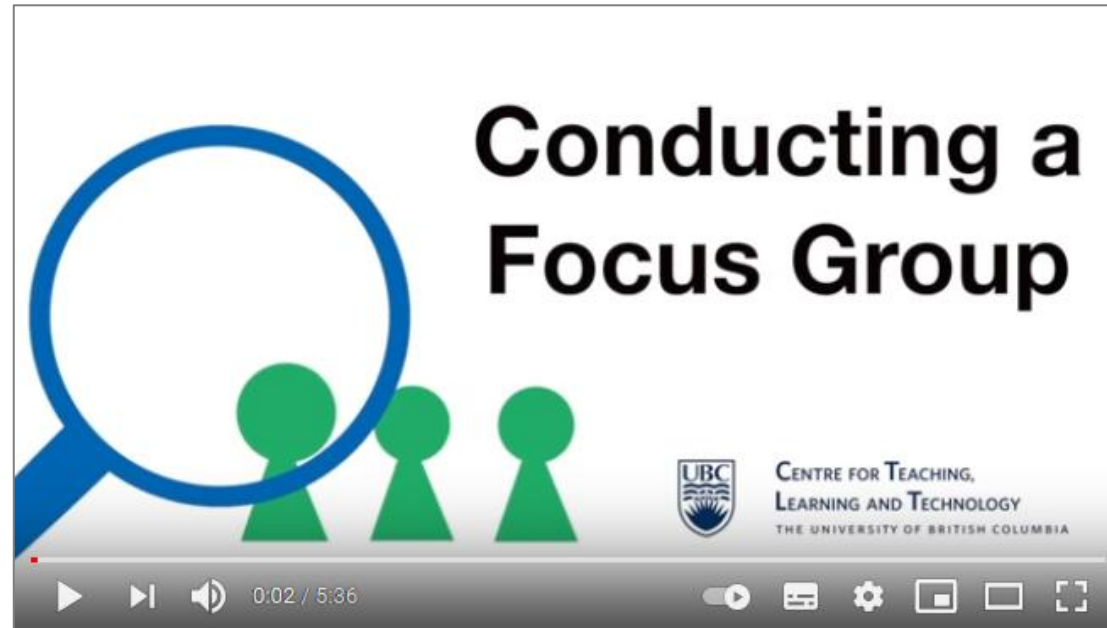 Conducting a
Focus Group
UBC
CENTRE FOR TEACHING,
LEARNING AND TECHNOLOGY
THE UNIVERSITY OF BRITISH COLUMBIA
0:02 / 5:36